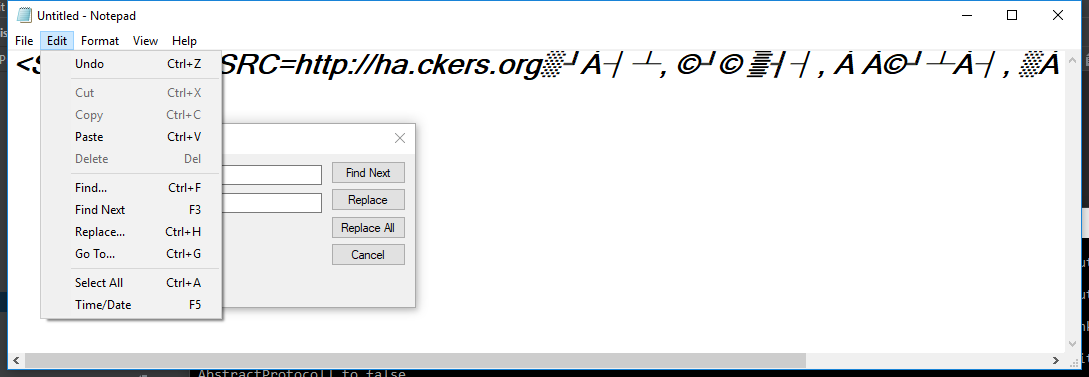 Untitled - Notepad
File Edit Format View Help
<S SRC=http://ha.ckers.org▒┘À┤┴, ©┘© ▓┤┤, À À©┘┴À┤, ▒À
Undo Ctrl+Z
Cut Ctrl+X
Copy Ctrl+C
Paste Ctrl+V
Delete Del
Find... Ctrl+F
Find Next F3
Replace... Ctrl+H
Go To... Ctrl+G
Select All Ctrl+A
Time/Date F5
Find Next
Replace
Replace All
Cancel
AbstractProtocol] to false